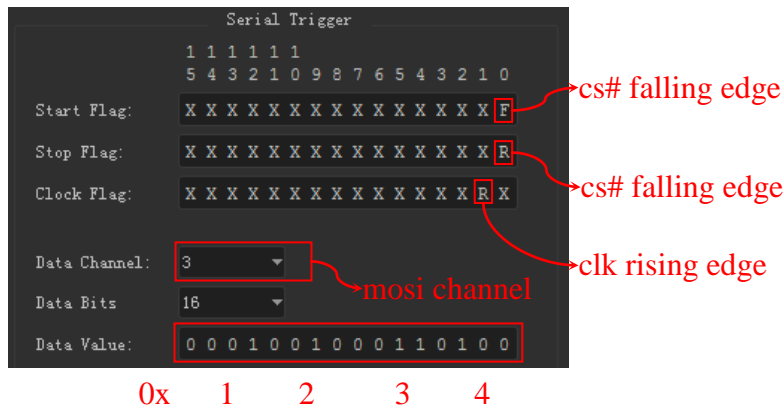 Serial Trigger
1 1 1 1 1 1
5 4 3 2 1 0 9 8 7 6 5 4 3 2 1 0
Start Flag: X X X X X X X X X X X X X X X F cs# falling edge
Stop Flag: X X X X X X X X X X X X X X X R cs# falling edge
Clock Flag: X X X X X X X X X X X X X X R X clk rising edge
Data Channel: 3 mosi channel
Data Bits 16
Data Value: 0 0 0 1 0 0 1 0 0 0 1 1 0 1 0 0
0x 1 2 3 4